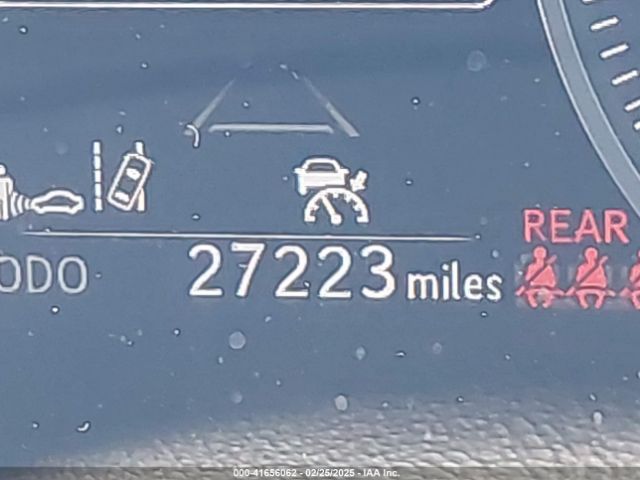 REAR
ODO 27223 miles
000-41656062 - 02/25/2025 - IAA Inc.